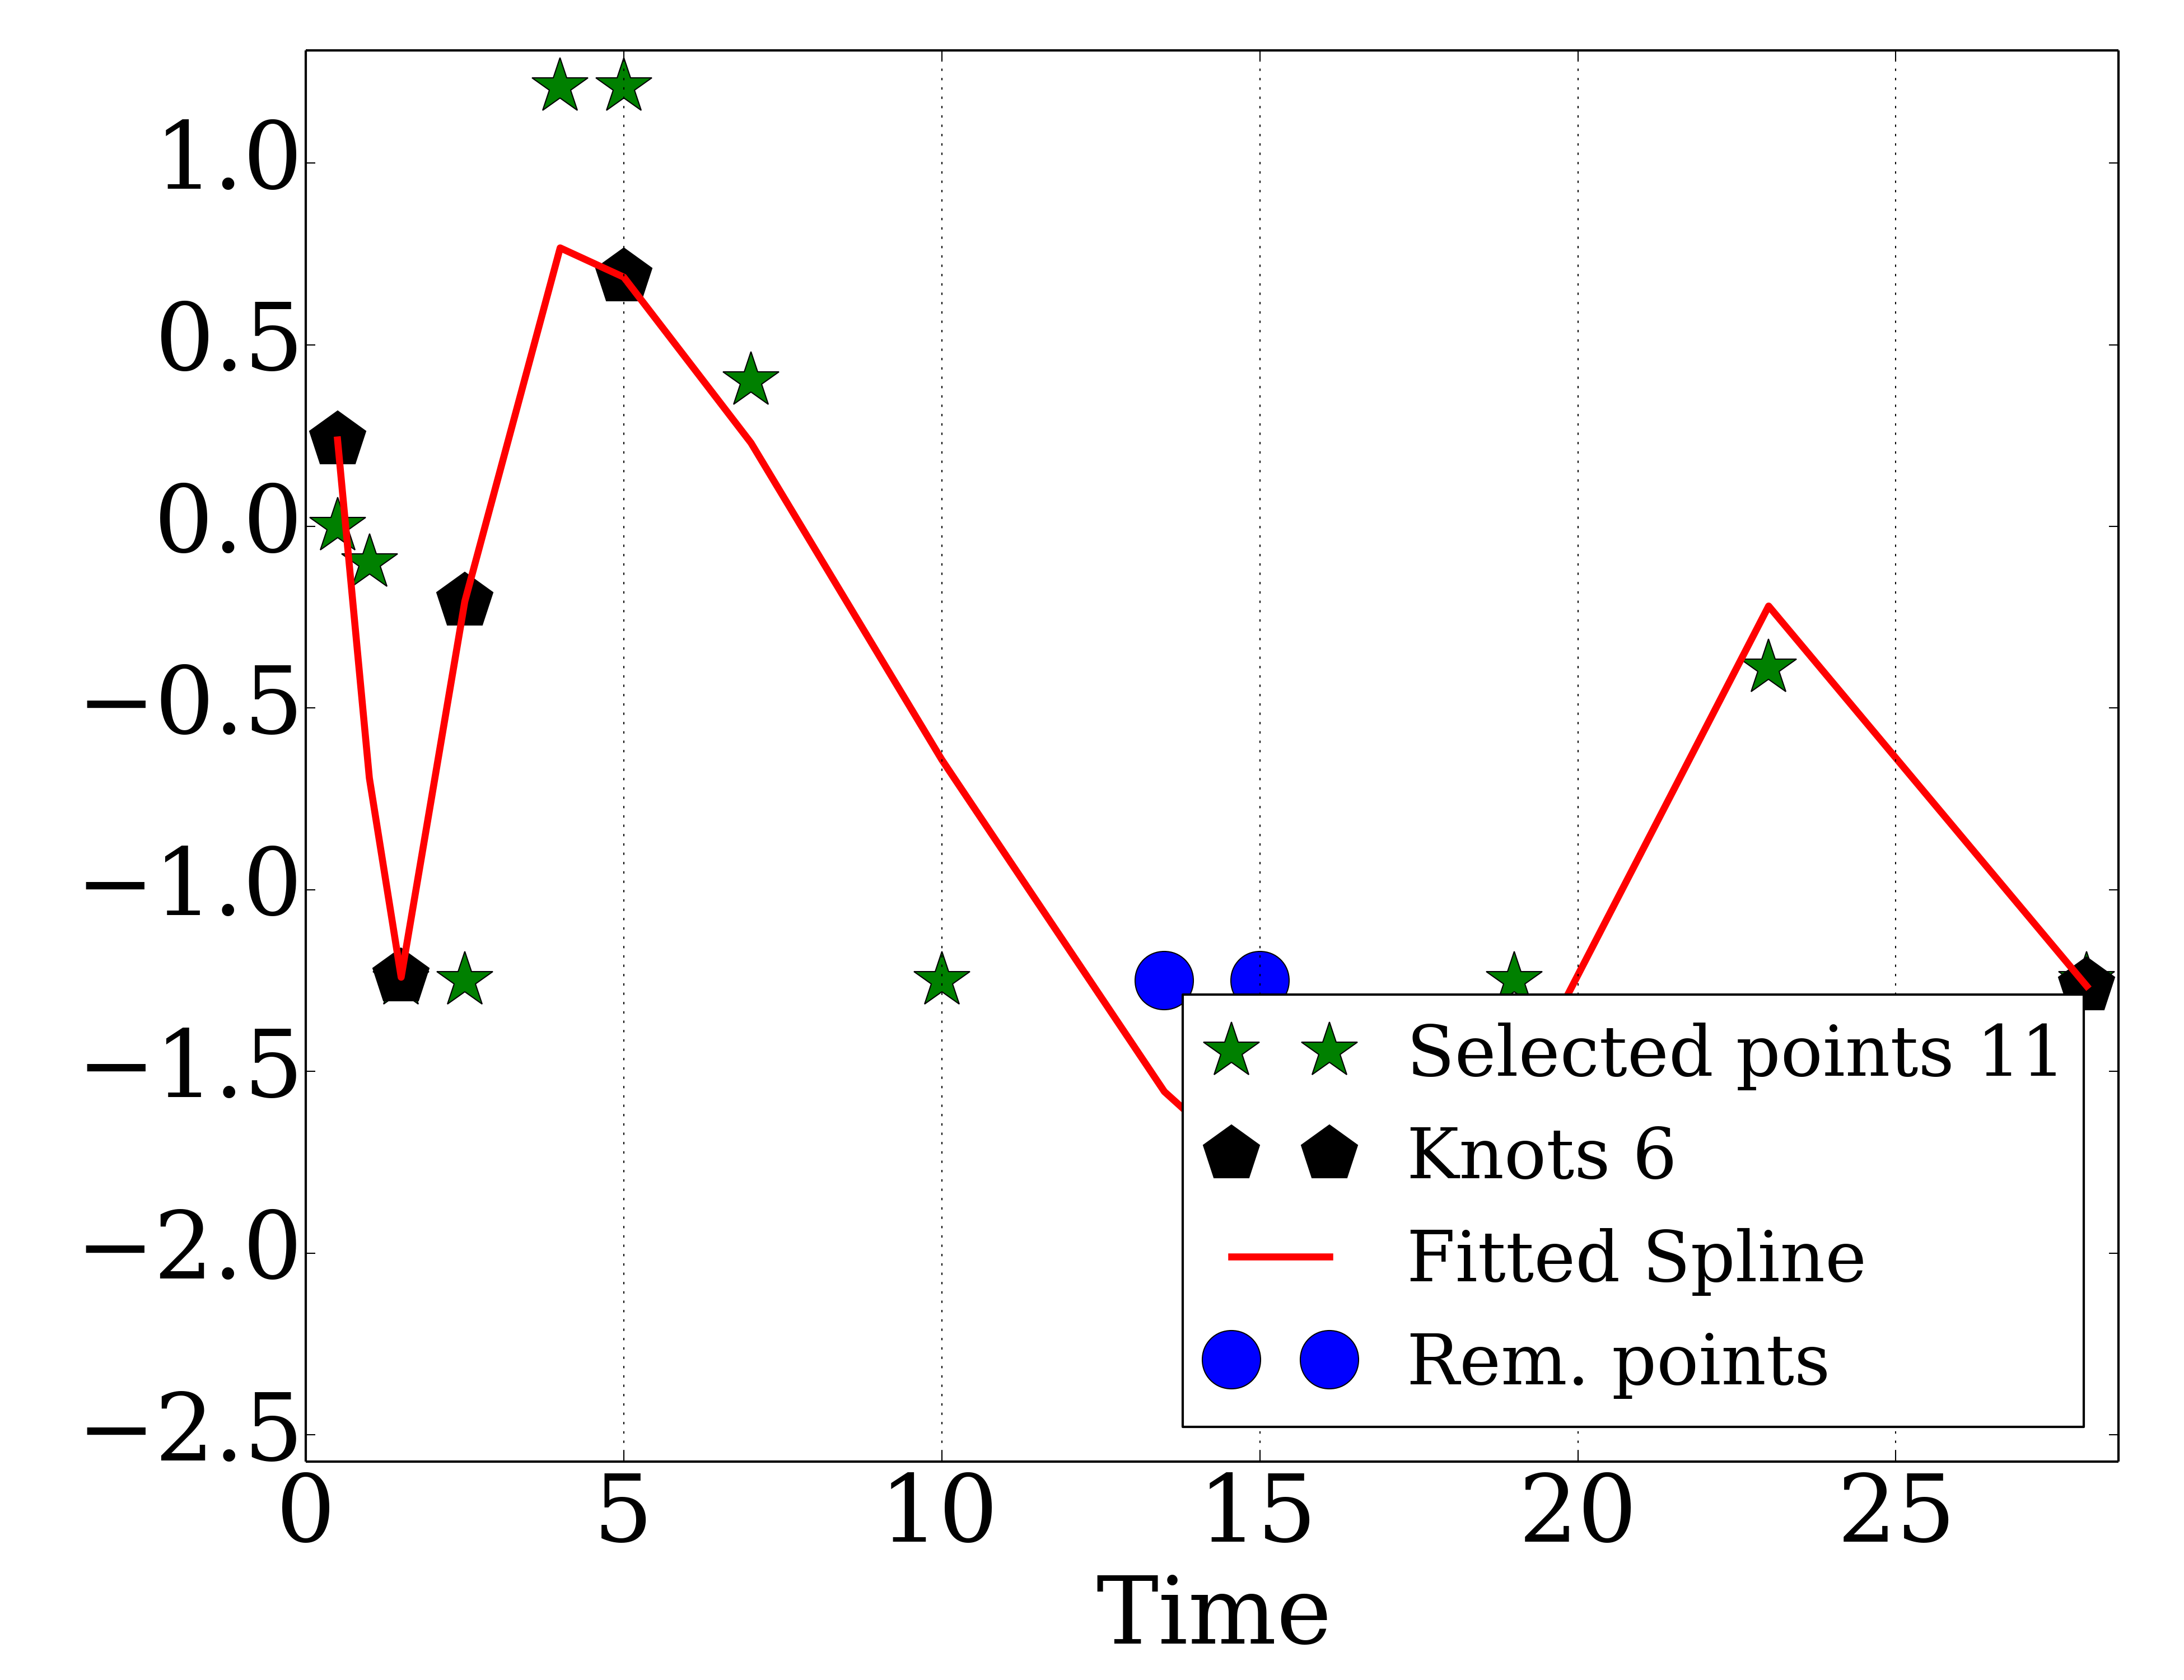 1.0
0.5
0.0
−0.5
−1.0
−1.5
−2.0
−2.5
0 5 10 15 20 25
Time
Selected points 11
Knots 6
Fitted Spline
Rem. points